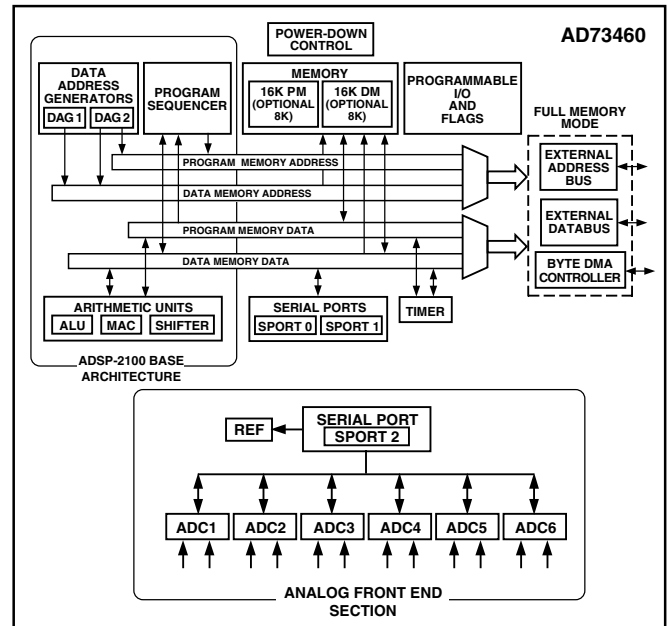 AD73460
POWER-DOWN
CONTROL
DATA
ADDRESS
GENERATORS
DAG 1
DAG 2
PROGRAM
SEQUENCER
MEMORY
16K PM
(OPTIONAL
8K)
16K DM
(OPTIONAL
8K)
PROGRAMMABLE
I/O
AND
FLAGS
FULL MEMORY
MODE
PROGRAM MEMORY ADDRESS
DATA MEMORY ADDRESS
PROGRAM MEMORY DATA
DATA MEMORY DATA
EXTERNAL
ADDRESS
BUS
EXTERNAL
DATABUS
BYTE DMA
CONTROLLER
ARITHMETIC UNITS
ALU
MAC
SHIFTER
SERIAL PORTS
SPORT 0
SPORT 1
TIMER
ADSP-2100 BASE
ARCHITECTURE
REF
SERIAL PORT
SPORT 2
ADC1
ADC2
ADC3
ADC4
ADC5
ADC6
ANALOG FRONT END
SECTION